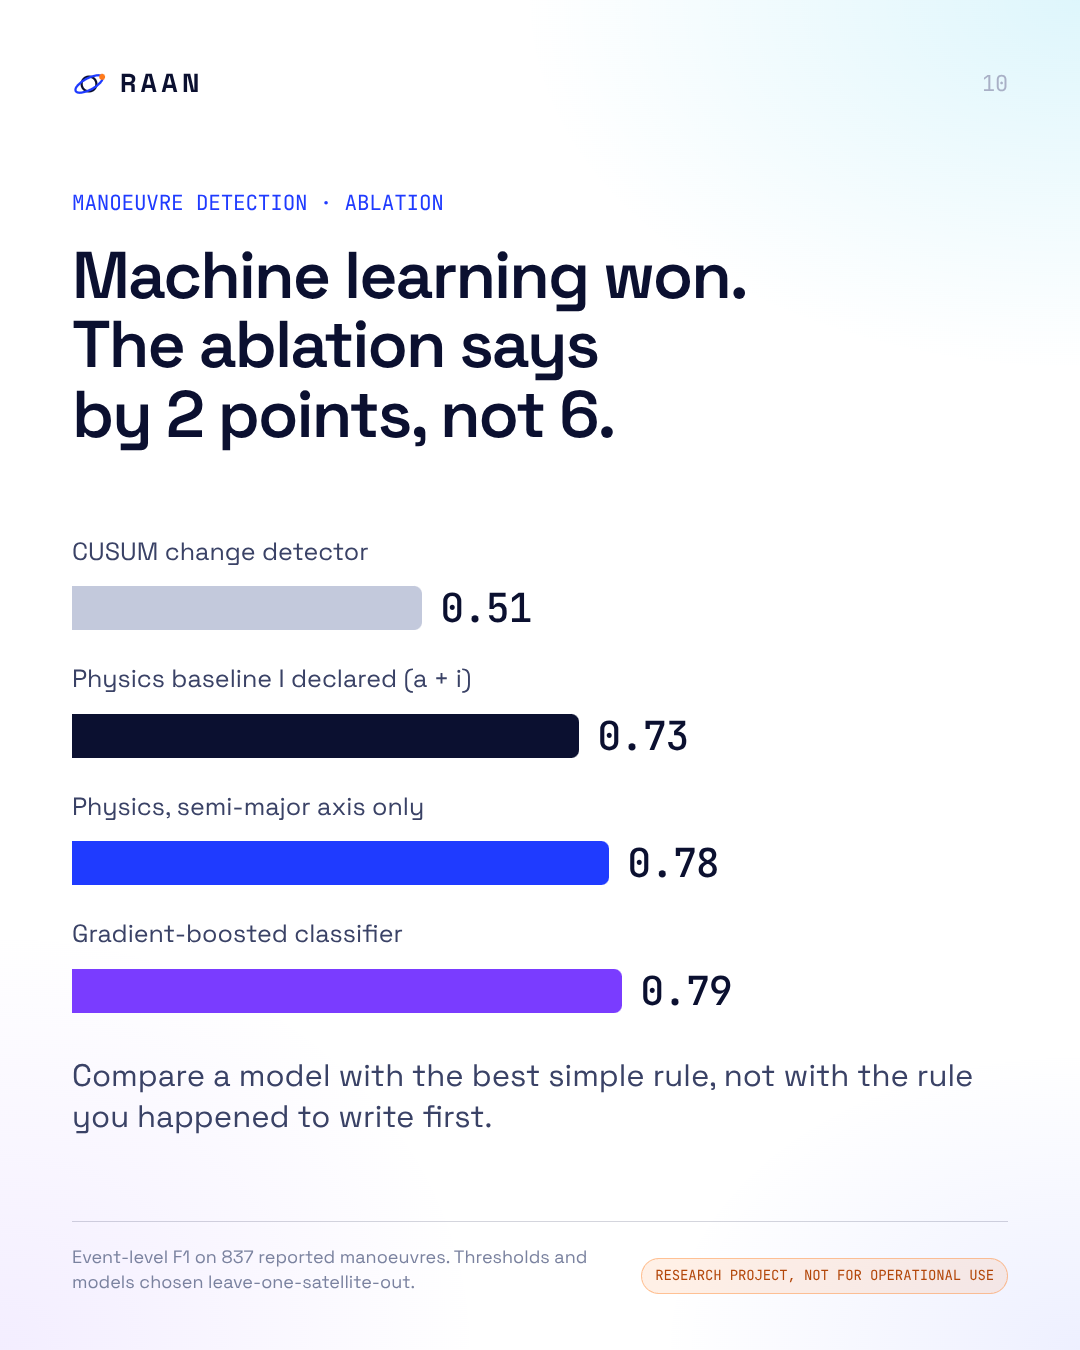 RAAN
10
MANOEUVRE DETECTION · ABLATION
Machine learning won.
The ablation says
by 2 points, not 6.
CUSUM change detector
0.51
Physics baseline I declared (a + i)
0.73
Physics, semi-major axis only
0.78
Gradient-boosted classifier
0.79
Compare a model with the best simple rule, not with the rule
you happened to write first.
Event-level F1 on 837 reported manoeuvres. Thresholds and
models chosen leave-one-satellite-out.
RESEARCH PROJECT, NOT FOR OPERATIONAL USE